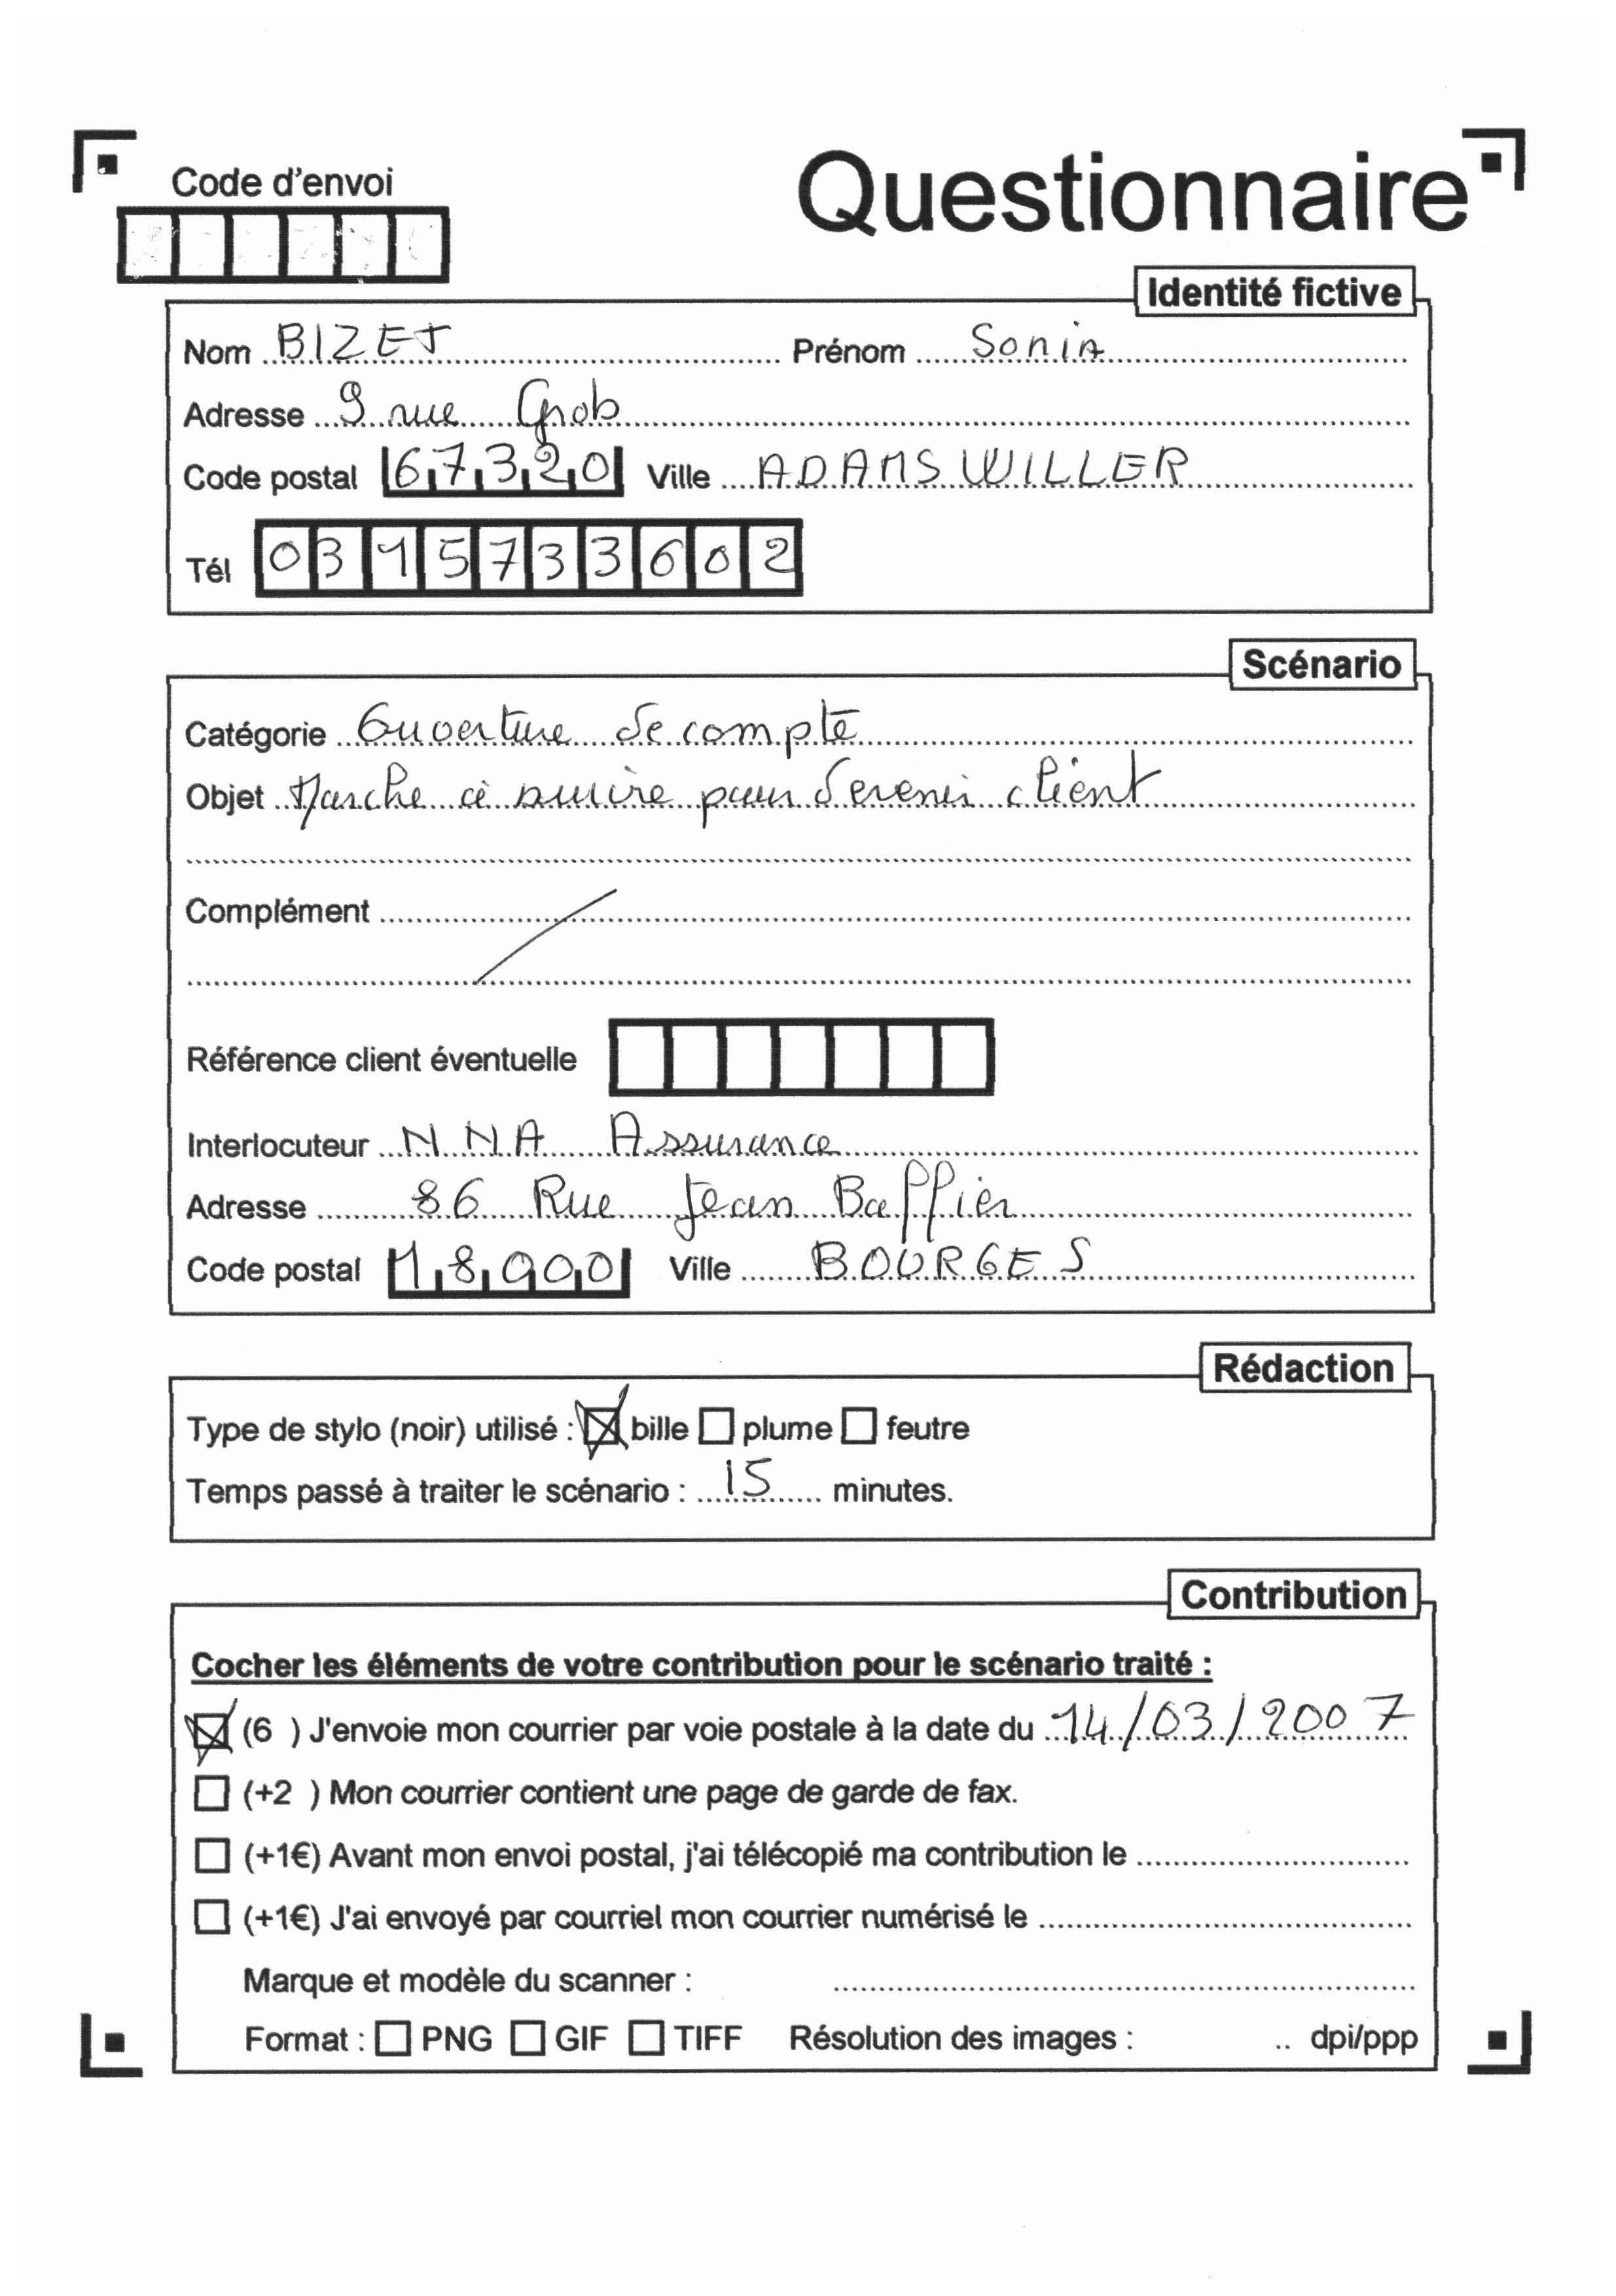 Code d'envoi
Questionnaire
Identité fictive
Nom BIZET Prénom Sonia
Adresse 9 rue Grob
Code postal 67320 Ville ADAMSWILLER
Tél 0315733602
Scénario
Catégorie Ouverture de compte
Objet Marche à suivre pour devenir client
Complément
Référence client éventuelle
Interlocuteur NNA Assurance
Adresse 86 Rue Jean Baffier
Code postal 18000 Ville BOURGES
Rédaction
Type de stylo (noir) utilisé : bille plume feutre
Temps passé à traiter le scénario : 15 minutes.
Contribution
Cocher les éléments de votre contribution pour le scénario traité :
(6 ) J'envoie mon courrier par voie postale à la date du 14/03/2007
(+2 ) Mon courrier contient une page de garde de fax.
(+1€) Avant mon envoi postal, j'ai télécopié ma contribution le
(+1€) J'ai envoyé par courriel mon courrier numérisé le
Marque et modèle du scanner :
Format : PNG GIF TIFF Résolution des images : .. dpi/ppp